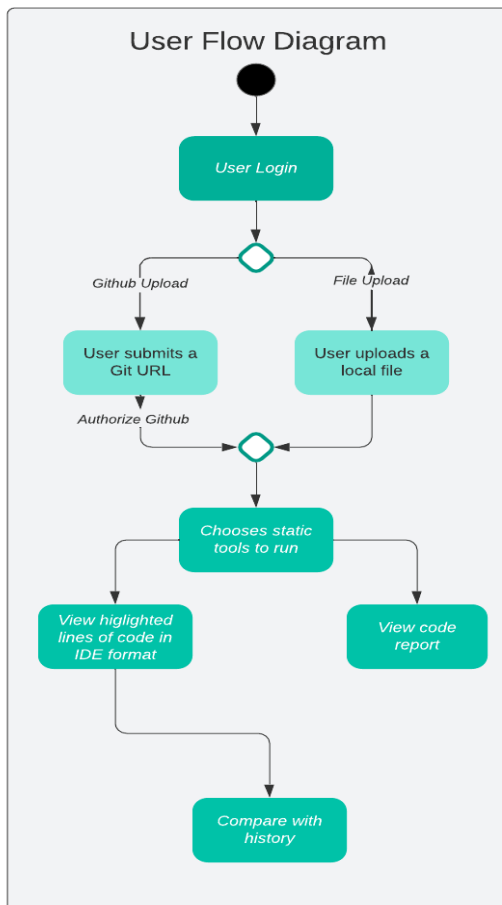 User Flow Diagram
User Login
Github Upload
File Upload
User submits a
Git URL
User uploads a
local file
Authorize Github
Chooses static
tools to run
View higlighted
lines of code in
IDE format
View code
report
Compare with
history